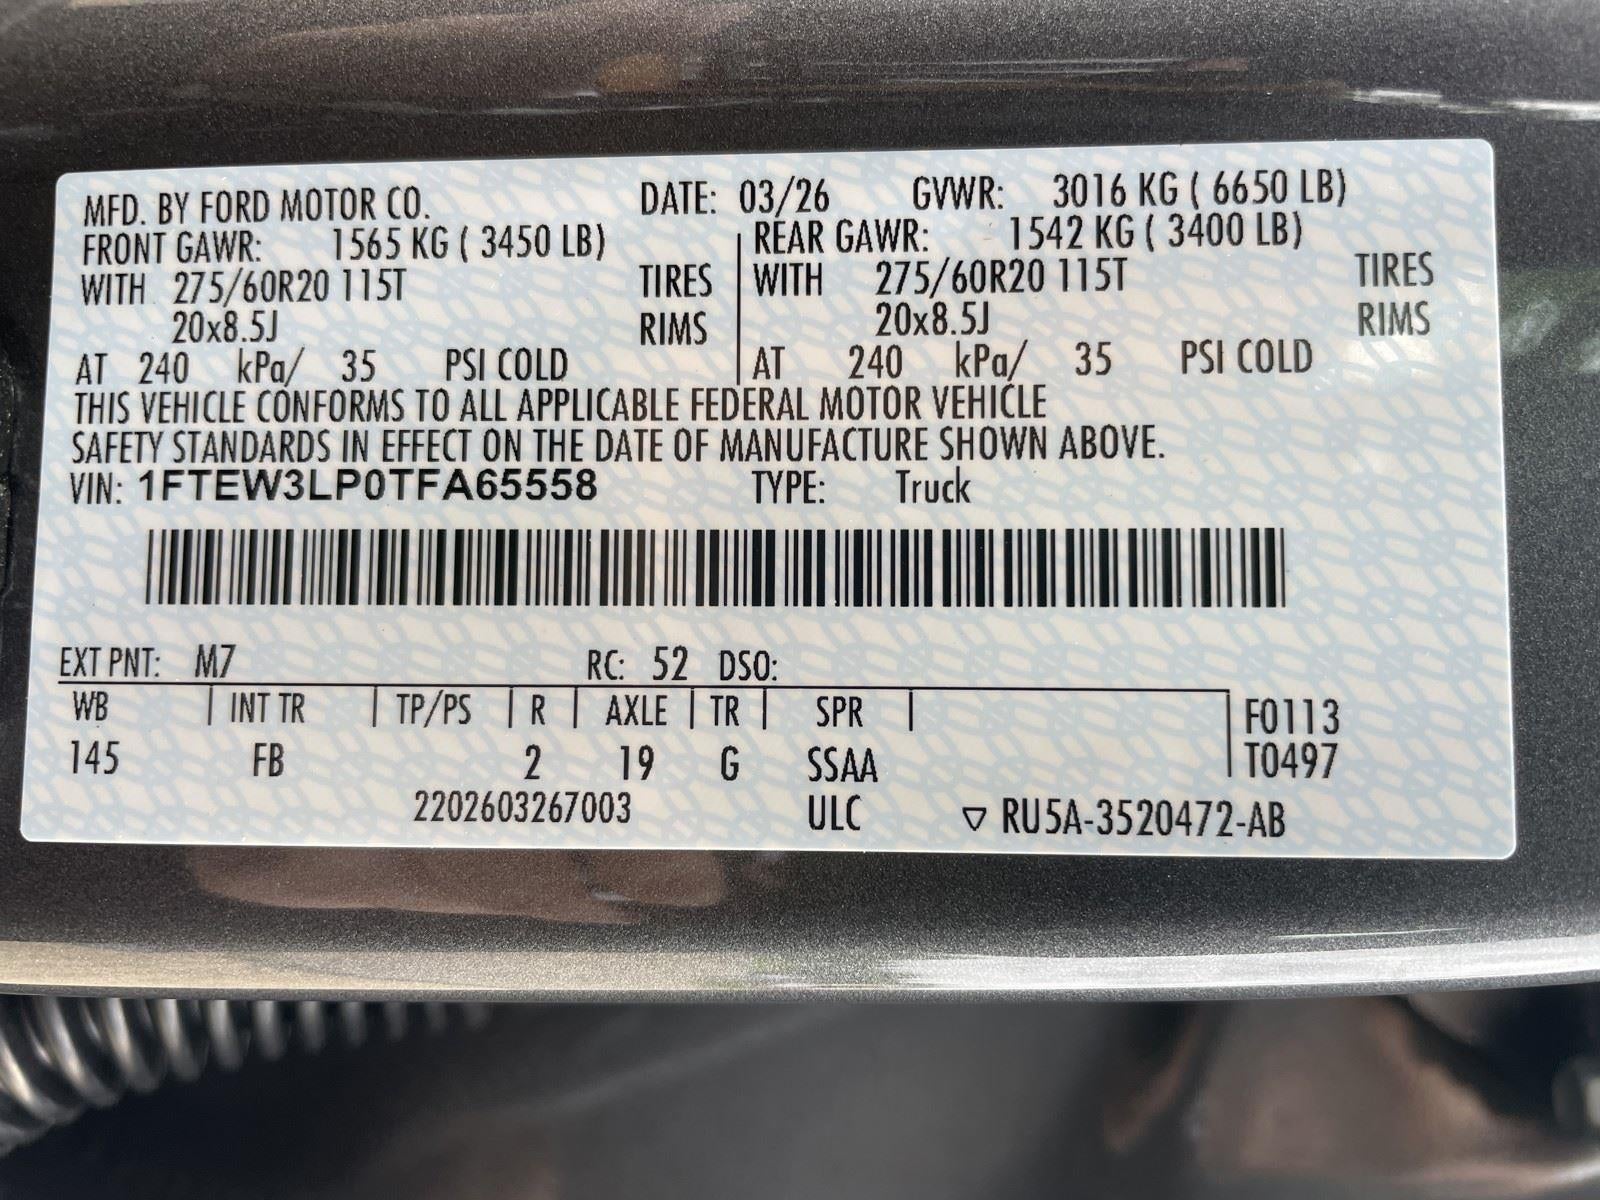 MFD. BY FORD MOTOR CO. DATE: 03/26 GVWR: 3016 KG ( 6650 LB)
FRONT GAWR: 1565 KG ( 3450 LB) REAR GAWR: 1542 KG ( 3400 LB)
WITH 275/60R20 115T TIRES WITH 275/60R20 115T TIRES
20x8.5J RIMS 20x8.5J RIMS
AT 240 kPa/ 35 PSI COLD AT 240 kPa/ 35 PSI COLD
THIS VEHICLE CONFORMS TO ALL APPLICABLE FEDERAL MOTOR VEHICLE
SAFETY STANDARDS IN EFFECT ON THE DATE OF MANUFACTURE SHOWN ABOVE.
VIN: 1FTEW3LP0TFA65558 TYPE: Truck
EXT PNT: M7 RC: 52 DSO:
WB INT TR TP/PS R AXLE TR SPR F0113
145 FB 2 19 G SSAA T0497
2202603267003 ULC ▽ RU5A-3520472-AB